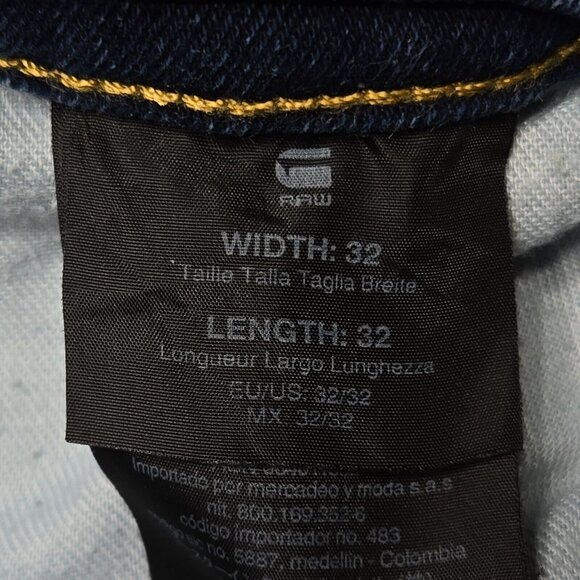 RAW
WIDTH: 32
Taille Talla Taglia Breite
LENGTH: 32
Longueur Largo Lunghezza
EU/US: 32/32
MX: 32/32
Importado por mercadeo y moda s.a.s
nit. 800.169.352-6
código importador no. 483
no. 5887, medellin - Colombia